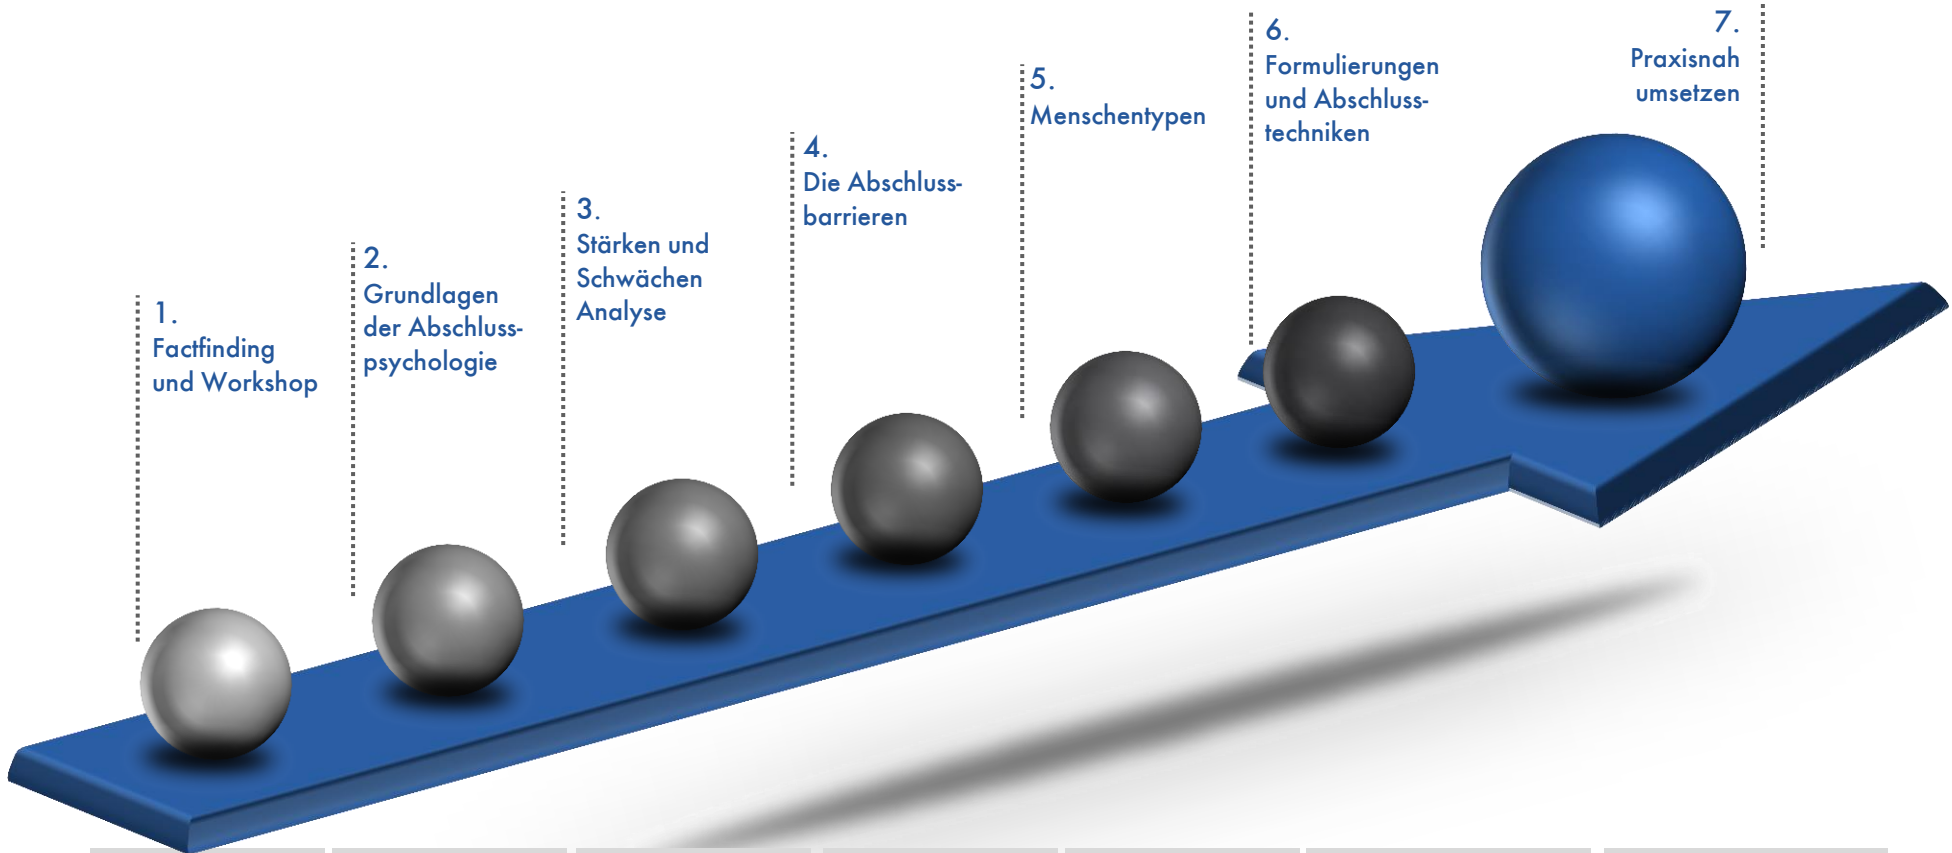 1.
Factfinding
und Workshop
2.
Grundlagen
der Abschluss-
psychologie
3.
Stärken und
Schwächen
Analyse
4.
Die Abschluss-
barrieren
5.
Menschentypen
6.
Formulierungen
und Abschluss-
techniken
7.
Praxisnah
umsetzen